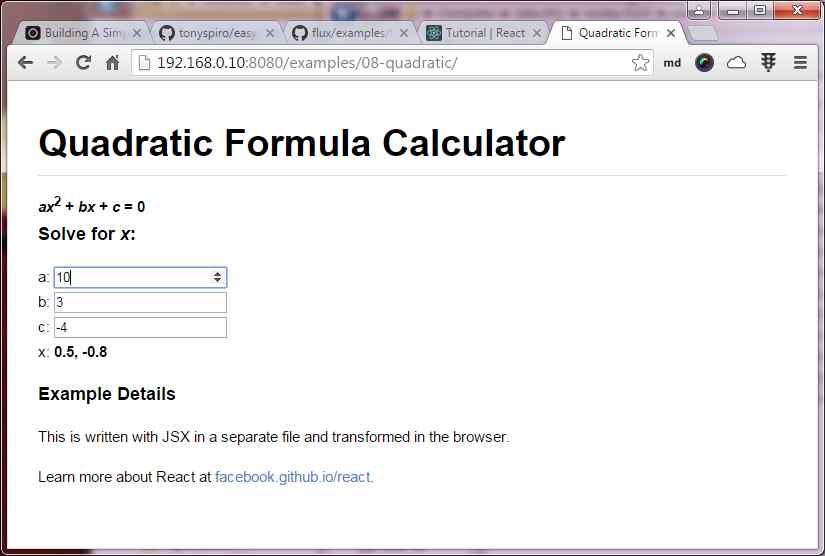 Building A Sim
tonyspiro/easy
flux/examples/
Tutorial | React
Quadratic Form
192.168.0.10:8080/examples/08-quadratic/
md
Quadratic Formula Calculator
ax² + bx + c = 0
Solve for x:
a: 10
b: 3
c: -4
x: 0.5, -0.8
Example Details
This is written with JSX in a separate file and transformed in the browser.
Learn more about React at facebook.github.io/react.